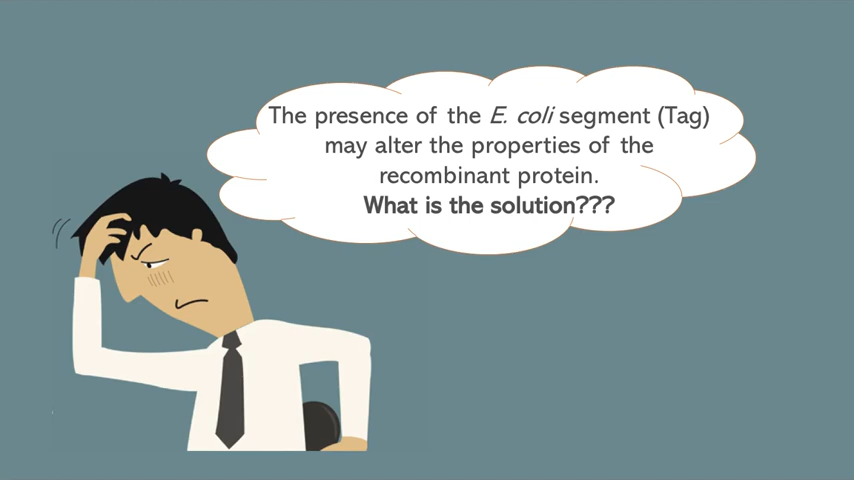 The presence of the E. coli segment (Tag)
may alter the properties of the
recombinant protein.
What is the solution???